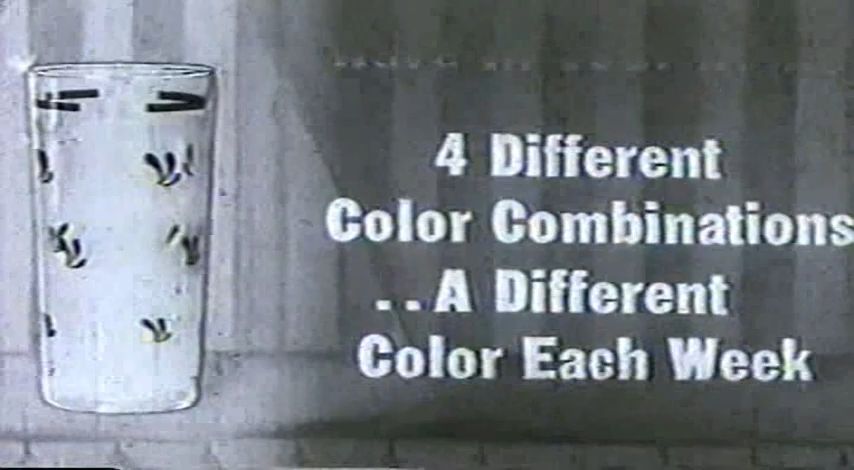 4 Different
Color Combinations
..A Different
Color Each Week